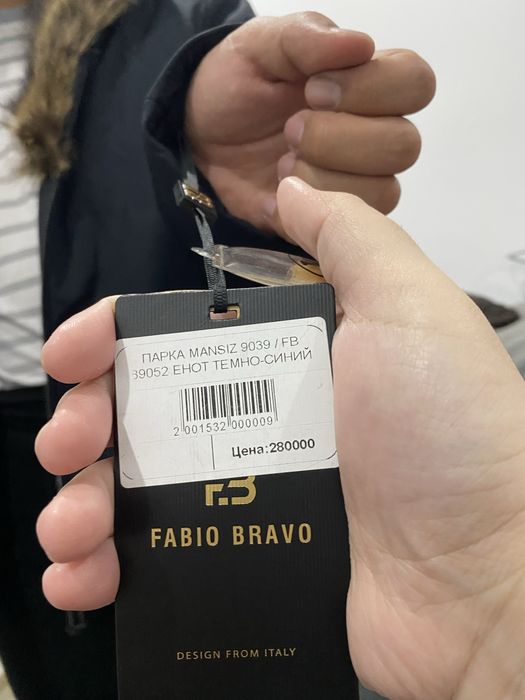 ПАРКА MANSIZ 9039 / FB
39052 ЕНОТ ТЕМНО-СИНИЙ
2 001532 000009
Цена:280000
FB
FABIO BRAVO
DESIGN FROM ITALY